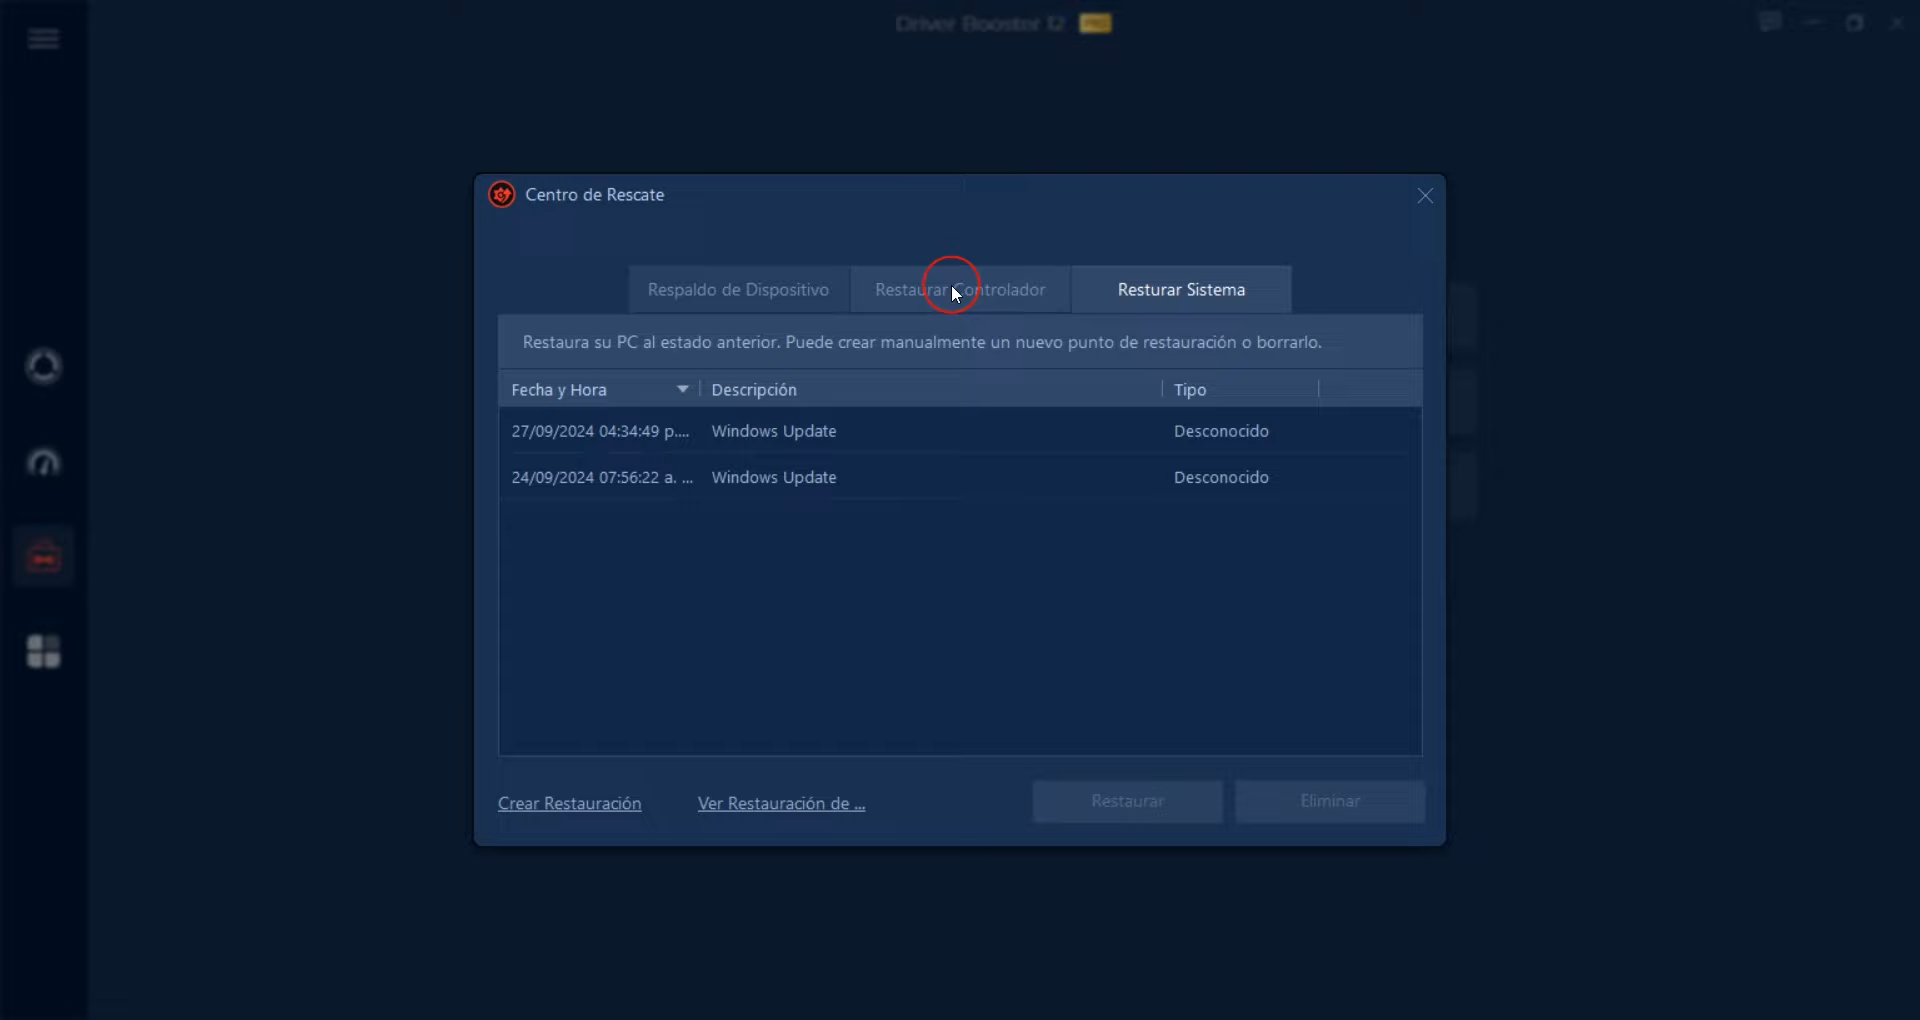 Driver Booster 12 PRO
Centro de Rescate
Respaldo de Dispositivo
Restaurar Controlador
Resturar Sistema
Restaura su PC al estado anterior. Puede crear manualmente un nuevo punto de restauración o borrarlo.
Fecha y Hora Descripción Tipo
27/09/2024 04:34:49 p.... Windows Update Desconocido
24/09/2024 07:56:22 a. ... Windows Update Desconocido
Crear Restauración Ver Restauración de ... Restaurar Eliminar